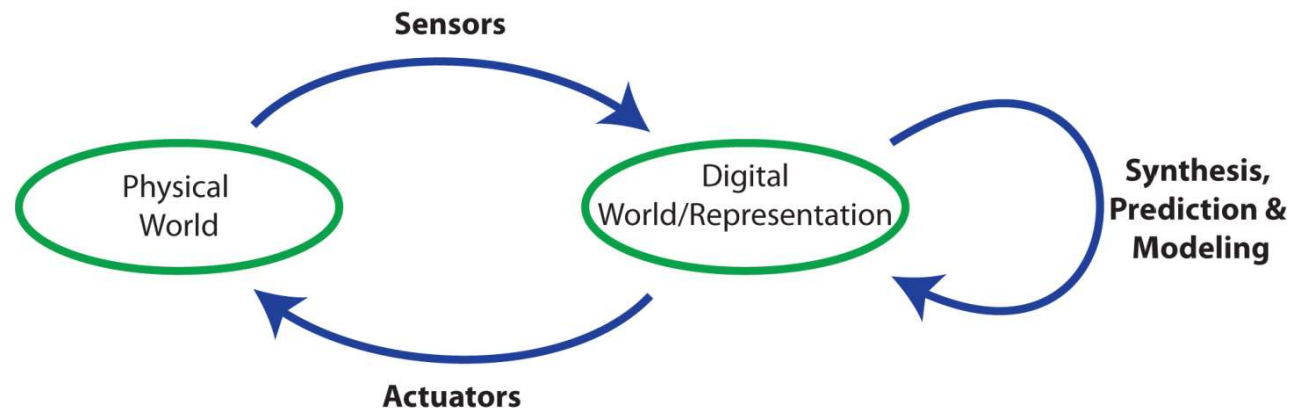 Sensors
Physical
World
Digital
World/Representation
Synthesis,
Prediction &
Modeling
Actuators